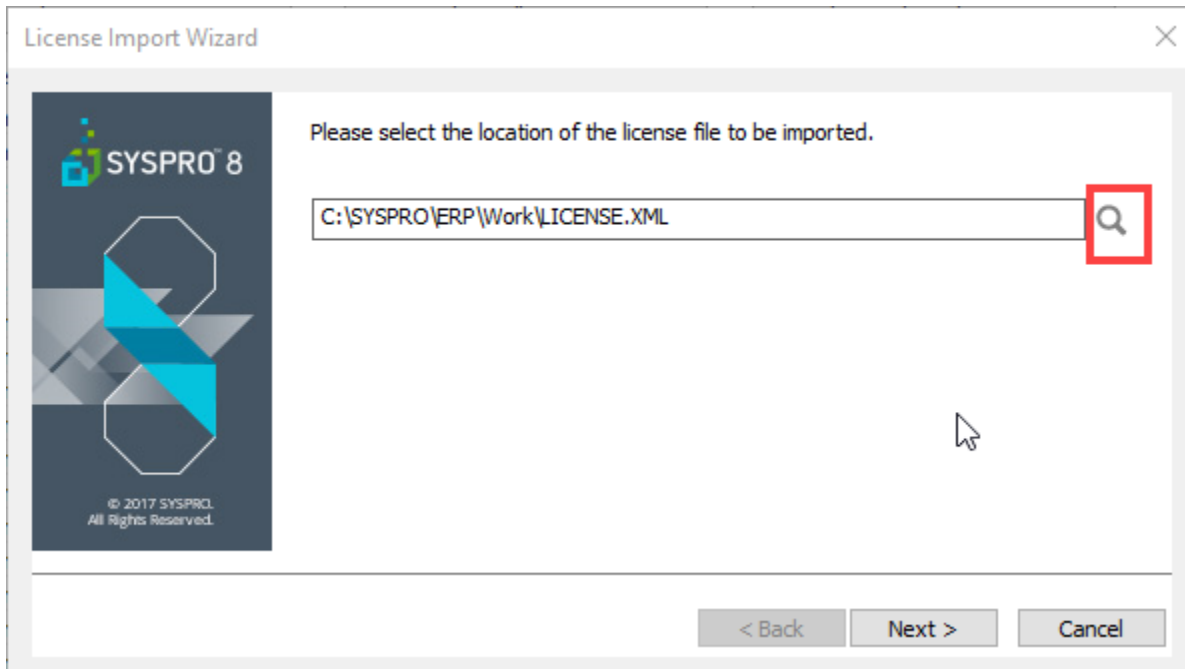 License Import Wizard
SYSPRO™ 8
Please select the location of the license file to be imported.
C:\SYSPRO\ERP\Work\LICENSE.XML
© 2017 SYSPRO.
All Rights Reserved.
< Back
Next >
Cancel